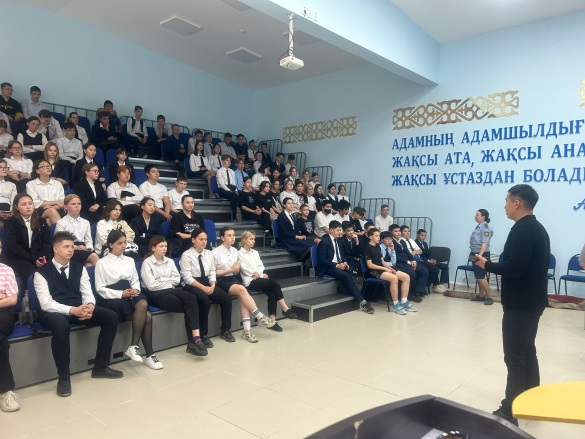 АДАМНЫҢ АДАМШЫЛДЫҒ
ЖАҚСЫ АТА, ЖАҚСЫ АНА
ЖАҚСЫ ҰСТАЗДАН БОЛАДЫ
А